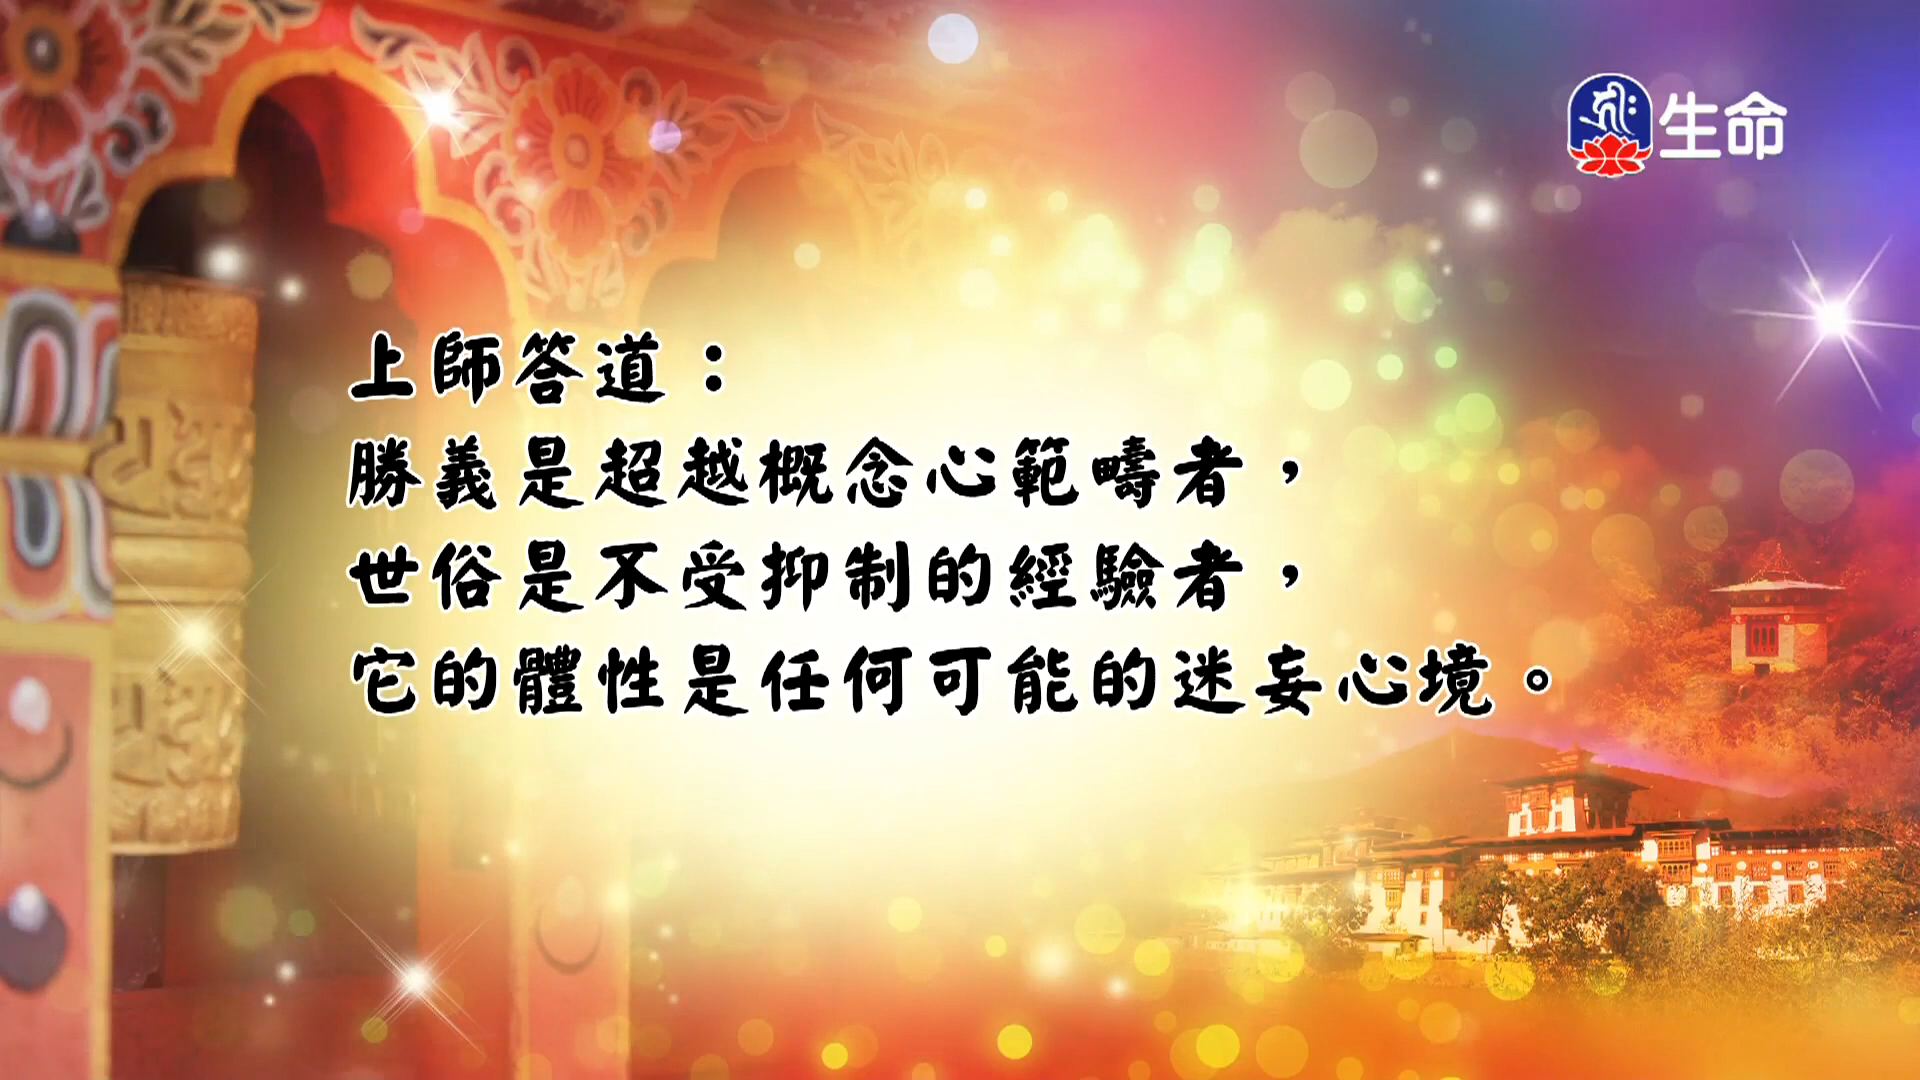 生命
上師答道：
勝義是超越概念心範疇者，
世俗是不受抑制的經驗者，
它的體性是任何可能的迷妄心境。